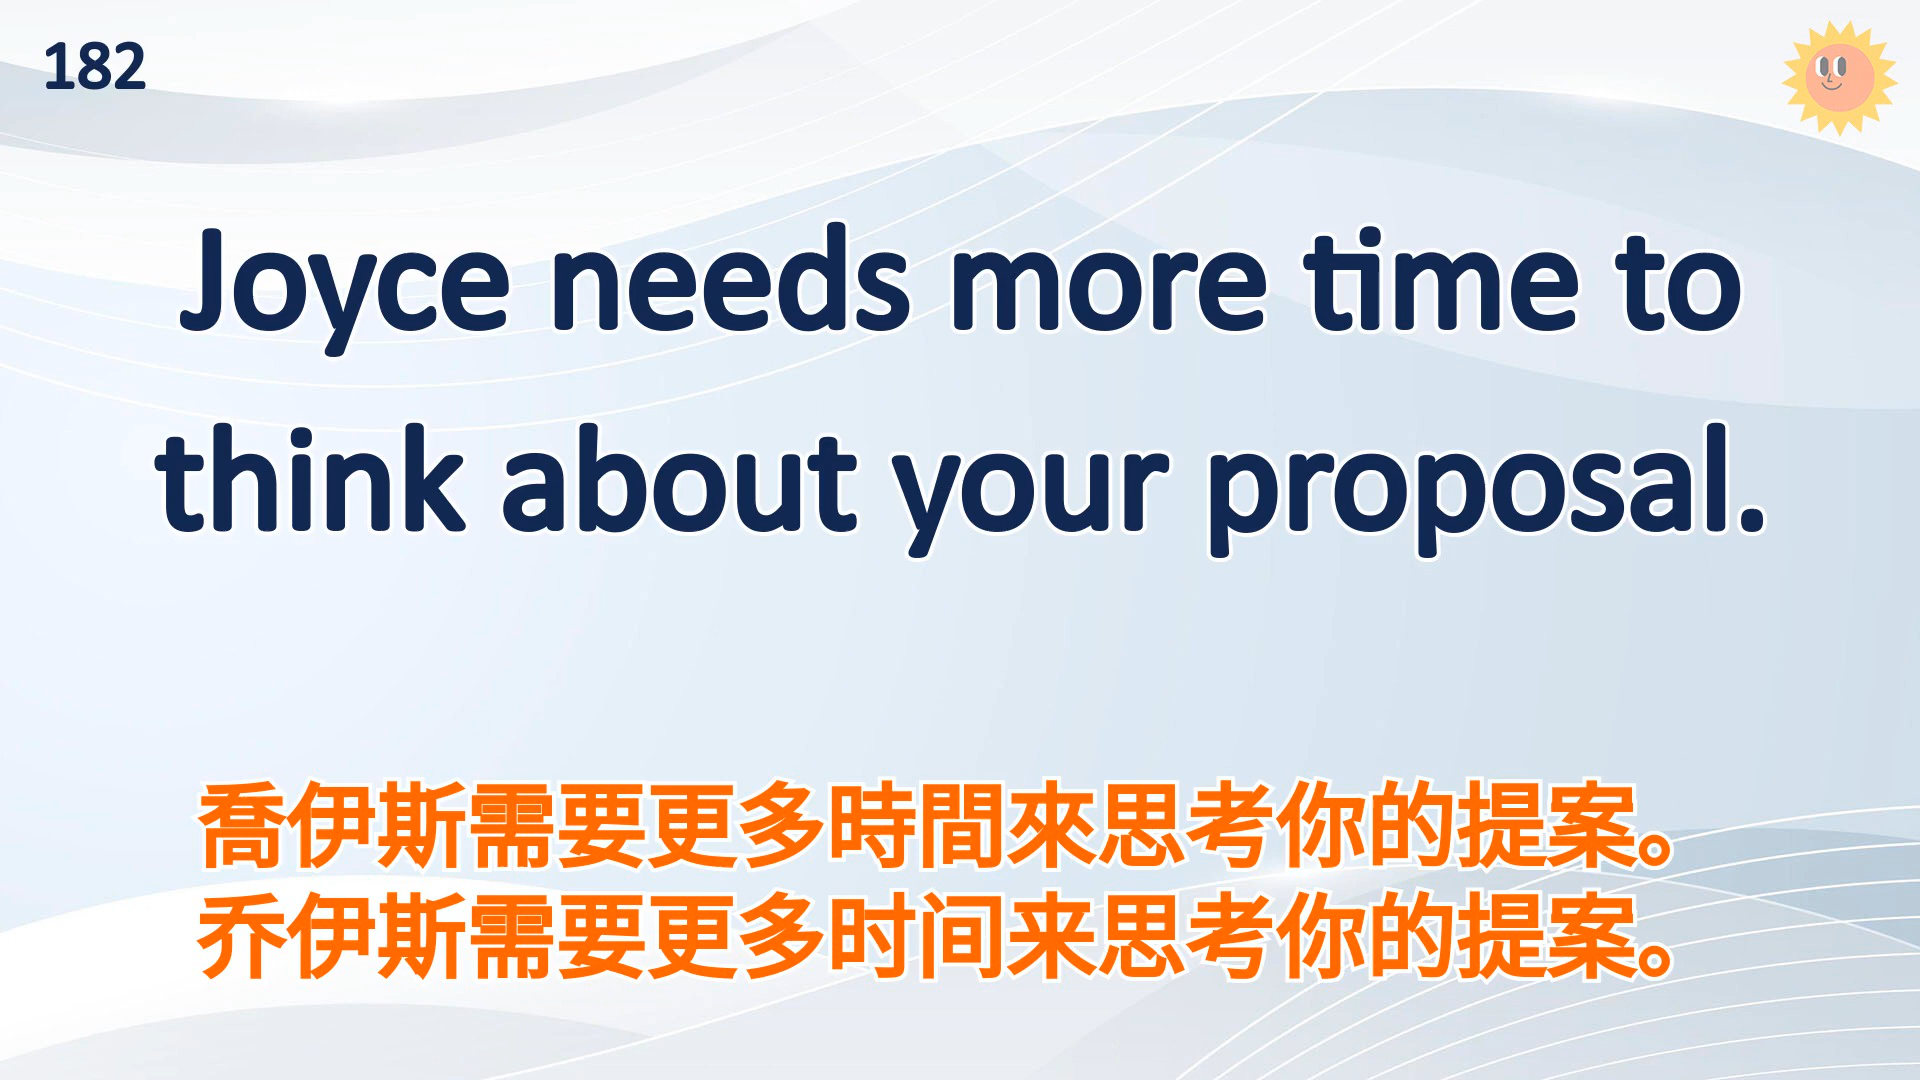 182
Joyce needs more time to
think about your proposal.
喬伊斯需要更多時間來思考你的提案。
乔伊斯需要更多时间来思考你的提案。